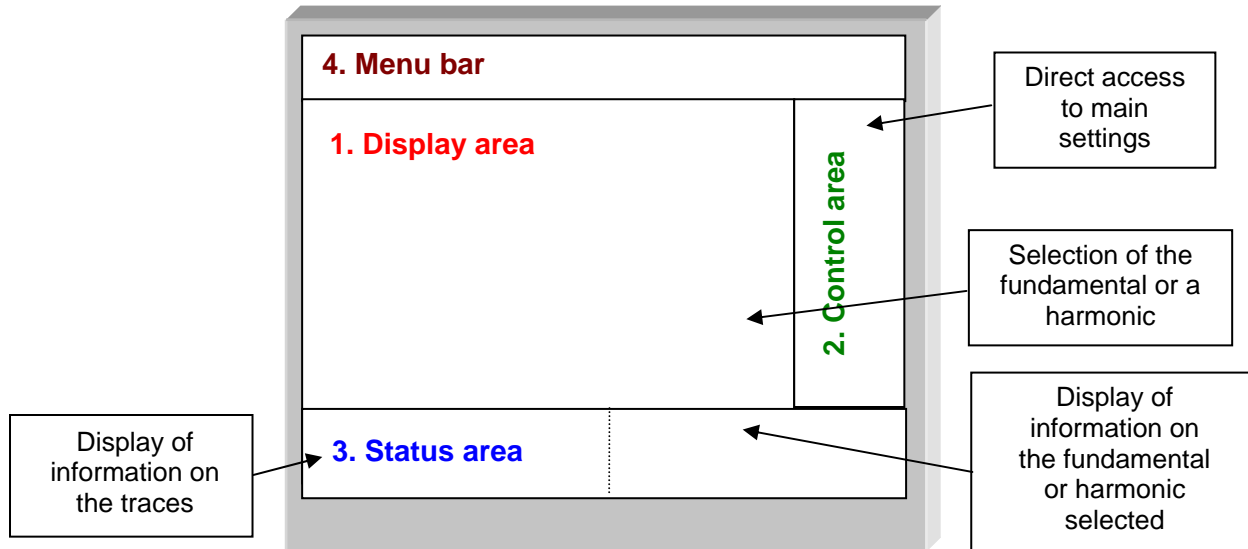 4. Menu bar
1. Display area
2. Control area
3. Status area
Direct access
to main
settings
Selection of the
fundamental or a
harmonic
Display of
information on
the fundamental
or harmonic
selected
Display of
information on
the traces